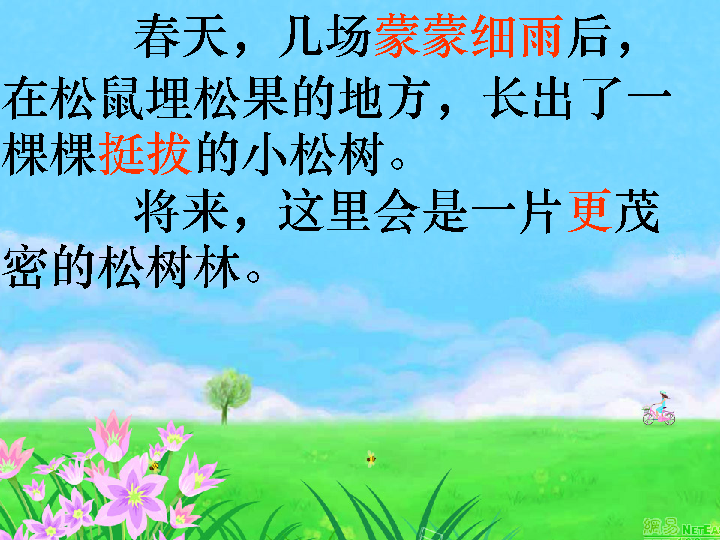 春天，几场蒙蒙细雨后，
在松鼠埋松果的地方，长出了一
棵棵挺拔的小松树。
将来，这里会是一片更茂
密的松树林。
網易 NETEA